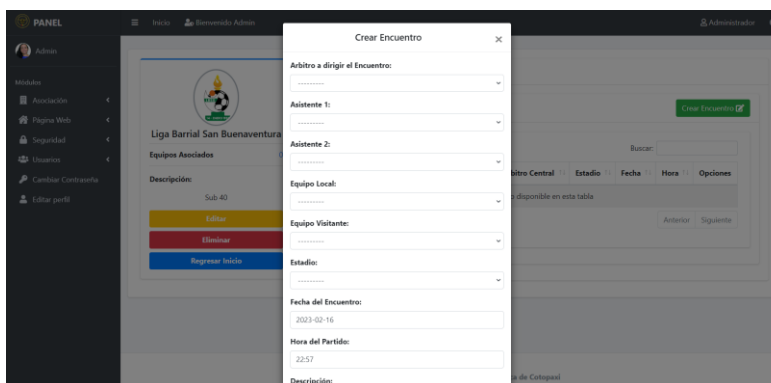 PANEL
Inicio
Bienvenido Admin
Administrador
Admin
Módulos
Asociación
Página Web
Seguridad
Usuarios
Cambiar Contraseña
Editar perfil
Liga Barrial San Buenaventura
Equipos Asociados
Descripción:
Sub 40
Editar
Eliminar
Regresar Inicio
Crear Encuentro
×
Arbitro a dirigir el Encuentro:
---------
Asistente 1:
---------
Asistente 2:
---------
Equipo Local:
---------
Equipo Visitante:
---------
Estadio:
---------
Fecha del Encuentro:
2023-02-16
Hora del Partido:
22:57
Descripción:
Crear Encuentro
Buscar:
bitro Central
Estadio
Fecha
Hora
Opciones
o disponible en esta tabla
Anterior
Siguiente
ca de Cotopaxi